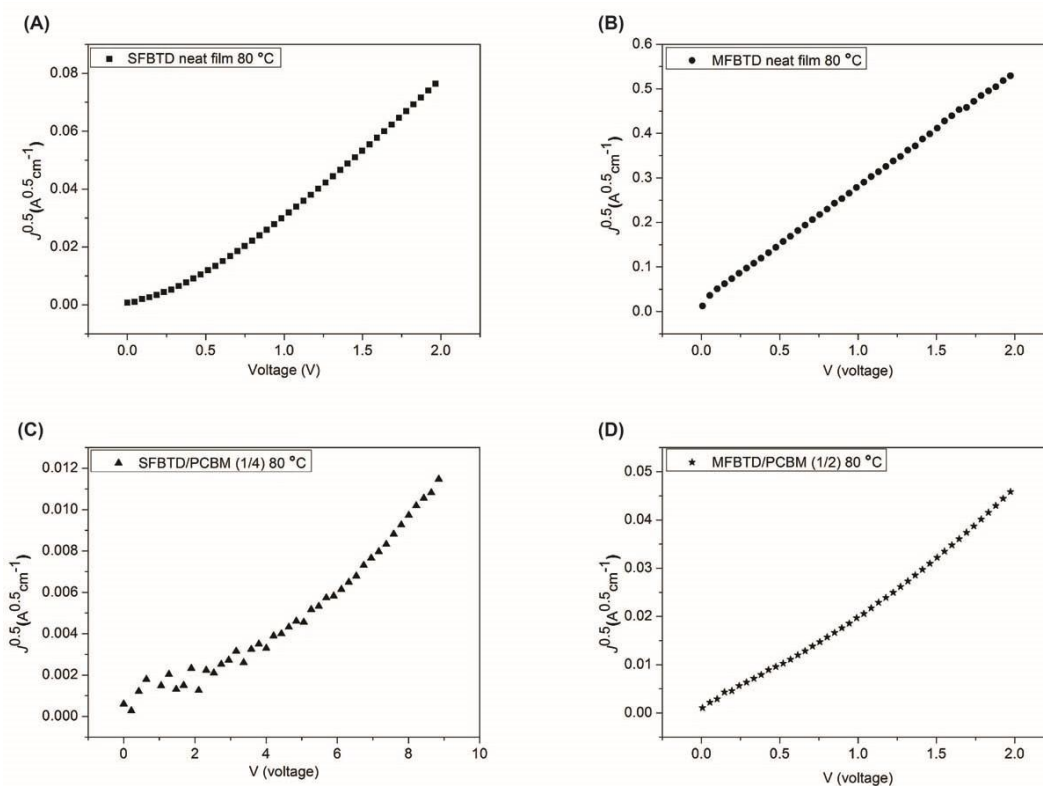 (A)
SFBTD neat film 80 °C
0.08
0.06
0.04
0.02
0.00
J^0.5(A^0.5cm^-1)
0.0 0.5 1.0 1.5 2.0
Voltage (V)
(B)
MFBTD neat film 80 °C
0.6
0.5
0.4
0.3
0.2
0.1
0.0
J^0.5(A^0.5cm^-1)
0.0 0.5 1.0 1.5 2.0
V (voltage)
(C)
SFBTD/PCBM (1/4) 80 °C
0.012
0.010
0.008
0.006
0.004
0.002
0.000
J^0.5(A^0.5cm^-1)
0 2 4 6 8 10
V (voltage)
(D)
MFBTD/PCBM (1/2) 80 °C
0.05
0.04
0.03
0.02
0.01
0.00
J^0.5(A^0.5cm^-1)
0.0 0.5 1.0 1.5 2.0
V (voltage)